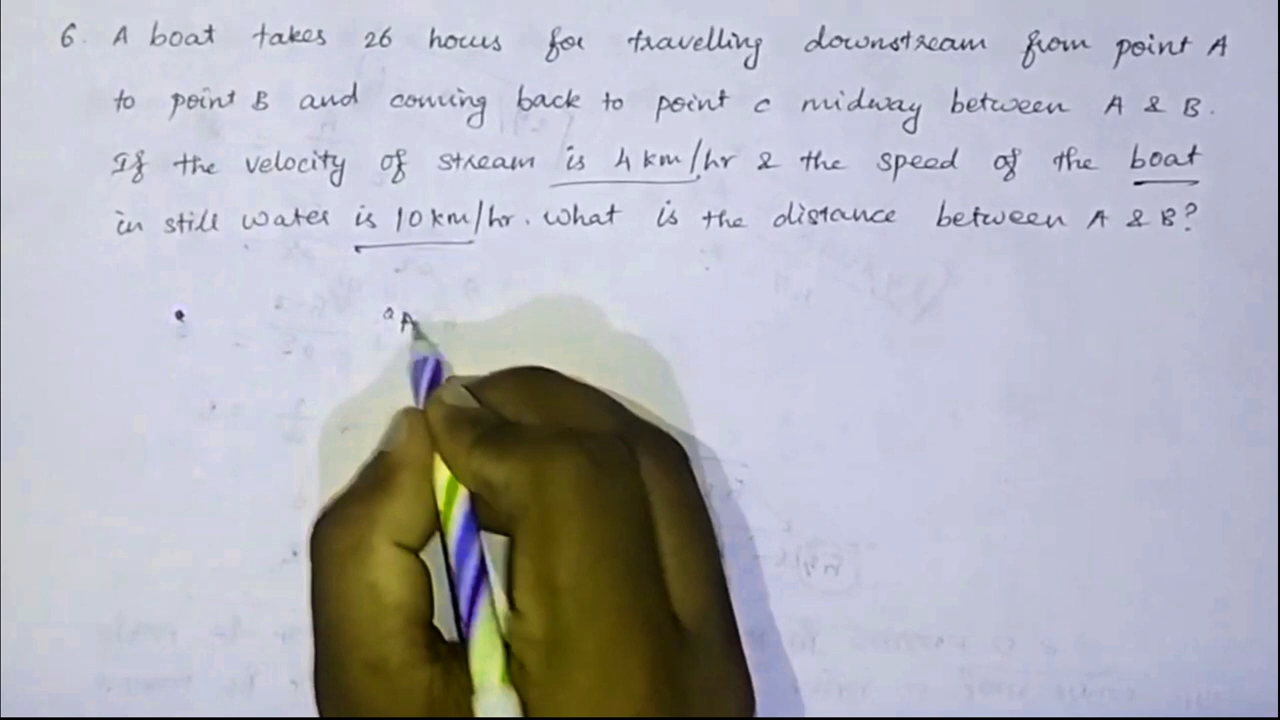 6. A boat takes 26 hours for travelling downstream from point A
to point B and coming back to point C midway between A & B.
If the velocity of stream is 4 km/hr & the speed of the boat
in still water is 10 km/hr. What is the distance between A & B?
A